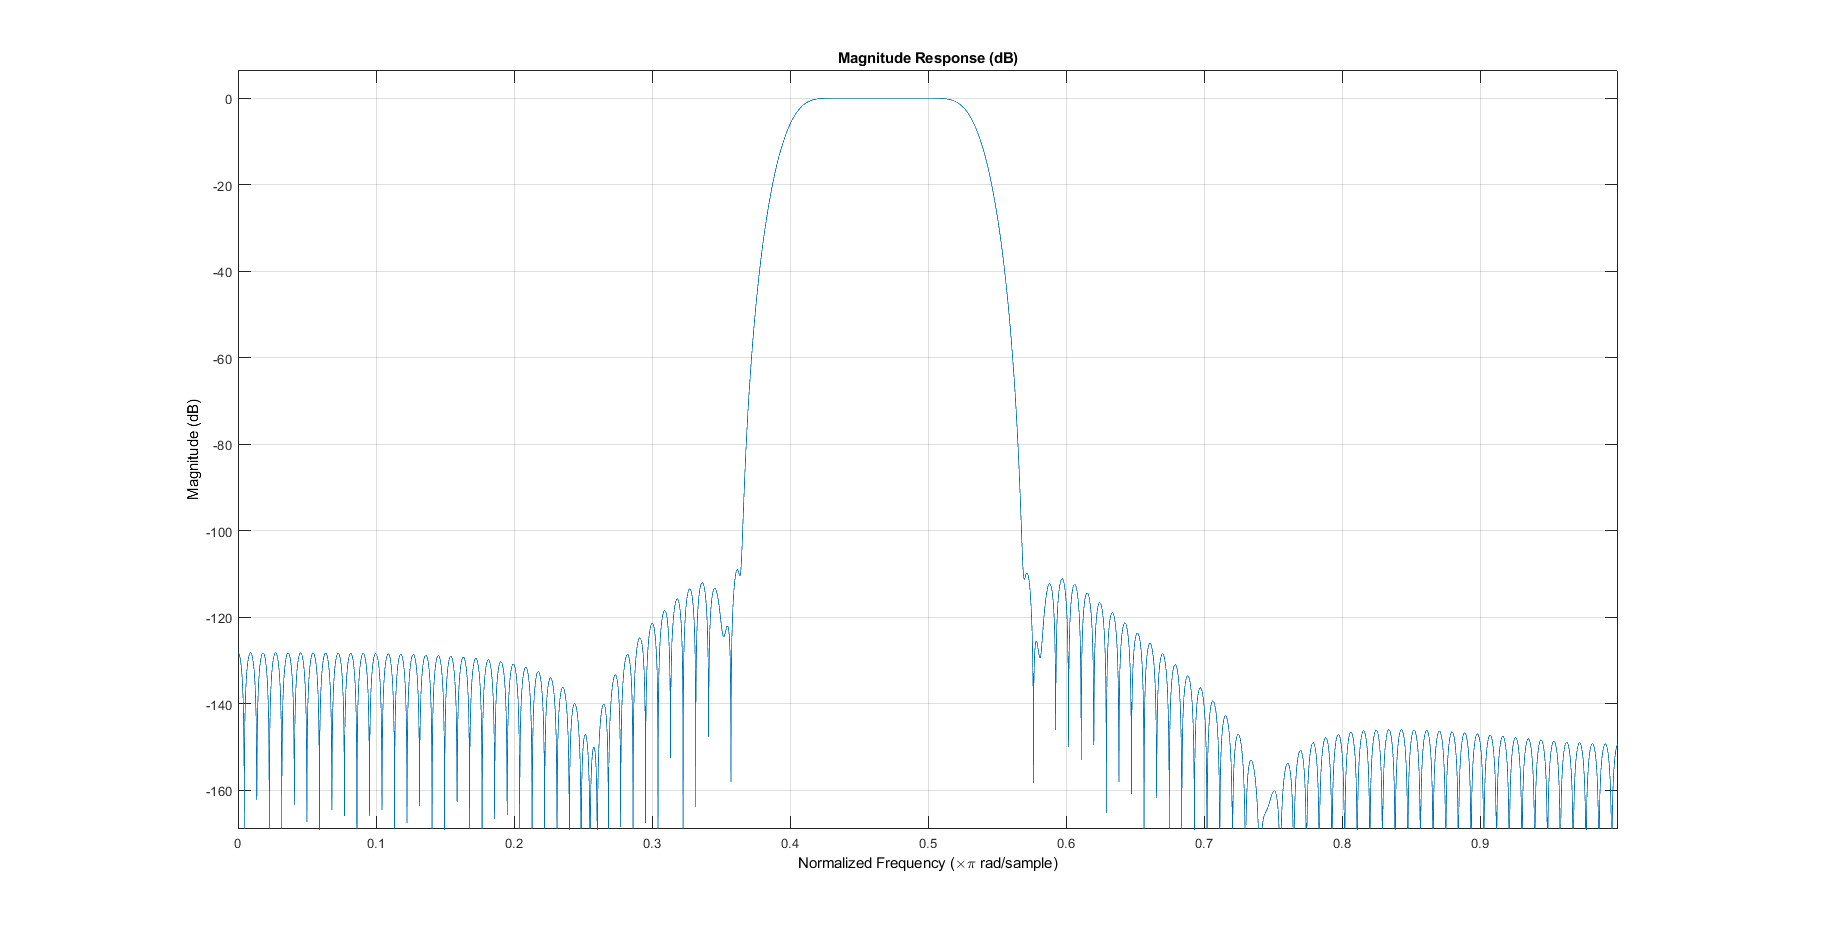 Magnitude Response (dB)
Magnitude (dB)
0
-20
-40
-60
-80
-100
-120
-140
-160
0 0.1 0.2 0.3 0.4 0.5 0.6 0.7 0.8 0.9
Normalized Frequency (×π rad/sample)